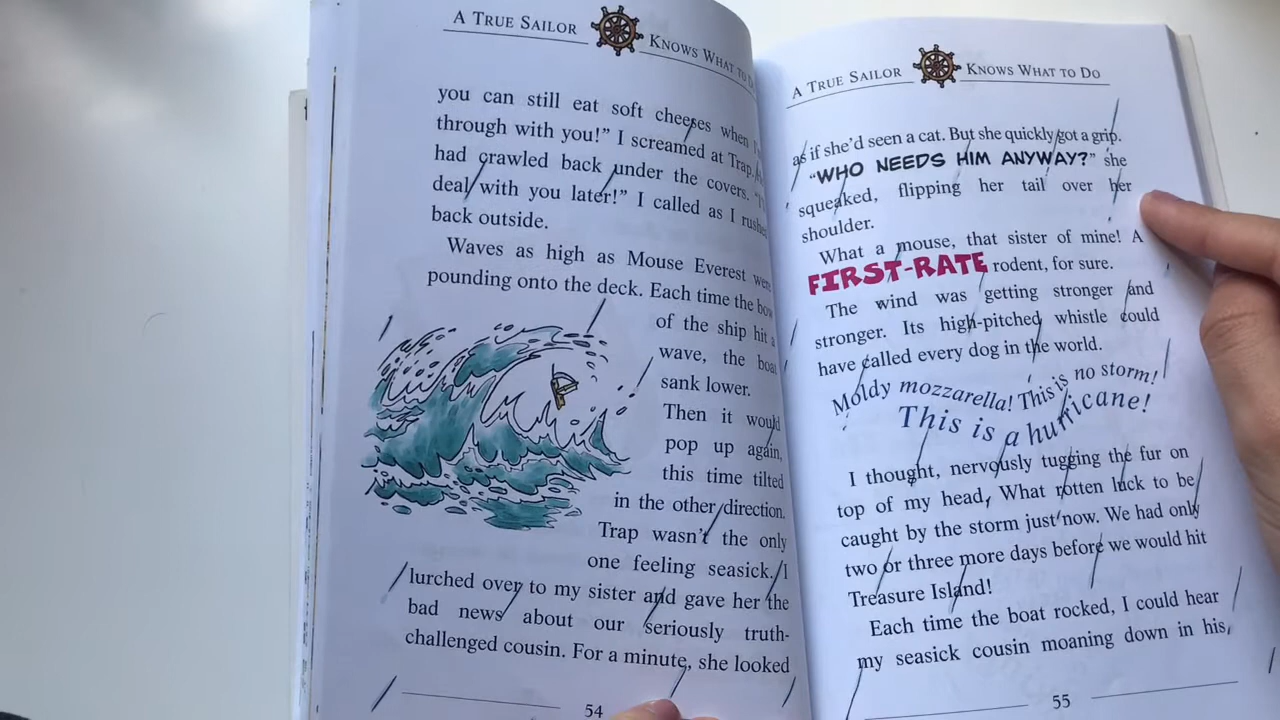 A TRUE SAILOR KNOWS WHAT TO
you can still eat soft cheeses when
through with you!” I screamed at Trap.
had crawled back under the covers.
deal with you later!” I called as I rushed
back outside.
Waves as high as Mouse Everest were
pounding onto the deck. Each time the bow
of the ship hit a
wave, the boat
sank lower.
Then it would
pop up again,
this time tilted
in the other direction.
Trap wasn’t the only
one feeling seasick. I
lurched over to my sister and gave her the
bad news about our seriously truth-
challenged cousin. For a minute, she looked
54
A TRUE SAILOR KNOWS WHAT TO DO
as if she’d seen a cat. But she quickly got a grip.
“WHO NEEDS HIM ANYWAY?” she
squeaked, flipping her tail over her
shoulder.
What a mouse, that sister of mine! A
FIRST-RATE rodent, for sure.
The wind was getting stronger and
stronger. Its high-pitched whistle could
have called every dog in the world.
Moldy mozzarella! This is no storm!
This is a hurricane!
I thought, nervously tugging the fur on
top of my head, What rotten luck to be
caught by the storm just now. We had only
two or three more days before we would hit
Treasure Island!
Each time the boat rocked, I could hear
my seasick cousin moaning down in his
55